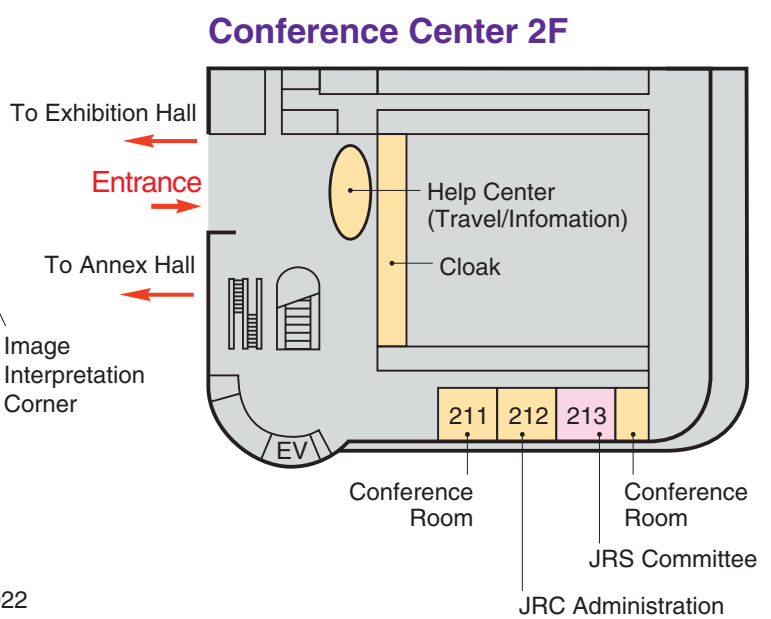 Conference Center 2F
To Exhibition Hall
Entrance
Help Center
(Travel/Infomation)
To Annex Hall
Cloak
Image
Interpretation
Corner
211
212
213
EV
Conference
Room
Conference
Room
JRS Committee
JRC Administration
22